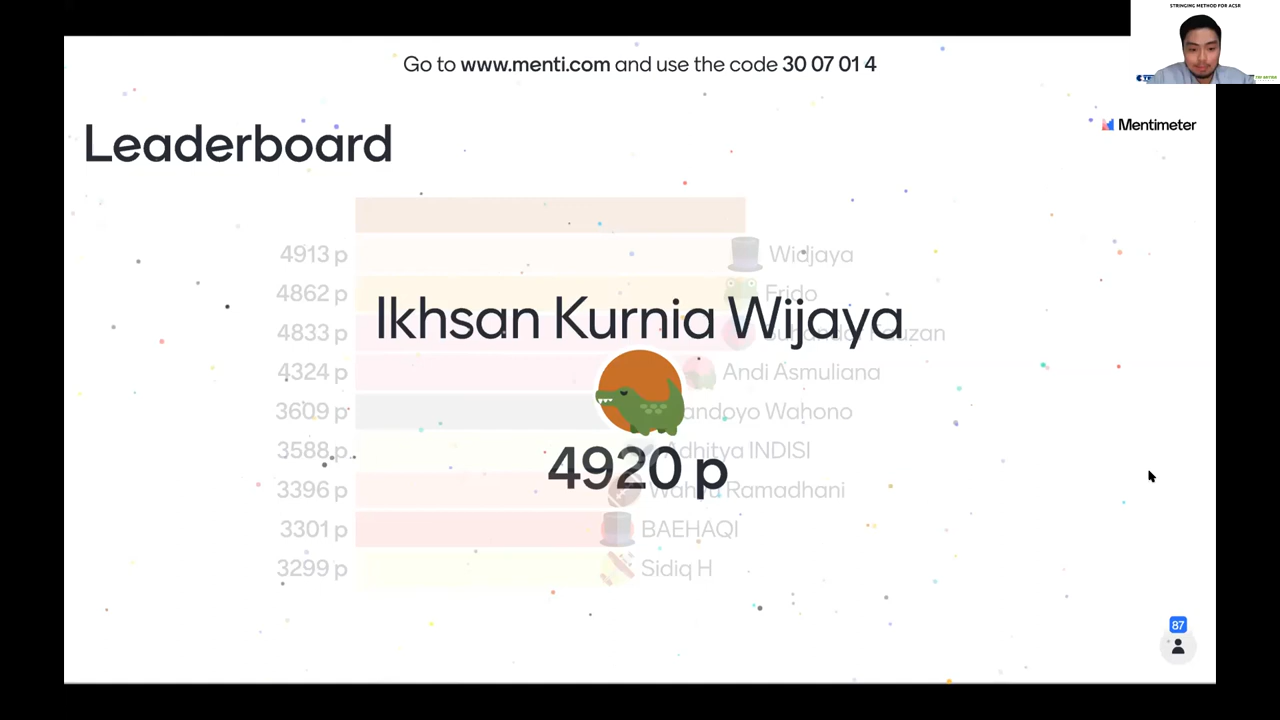 STRINGING METHOD FOR ACSR
Go to www.menti.com and use the code 30 07 01 4
Mentimeter
Leaderboard
4913 p Widjaya
4862 p Frido
Ikhsan Kurnia Wijaya
4833 p Fauzan
4324 p Andi Asmuliana
3609 p Wahono
3588 p Adhitya INDISI
4920 p
3396 p Ramadhani
3301 p BAEHAQI
3299 p Sidiq H
87